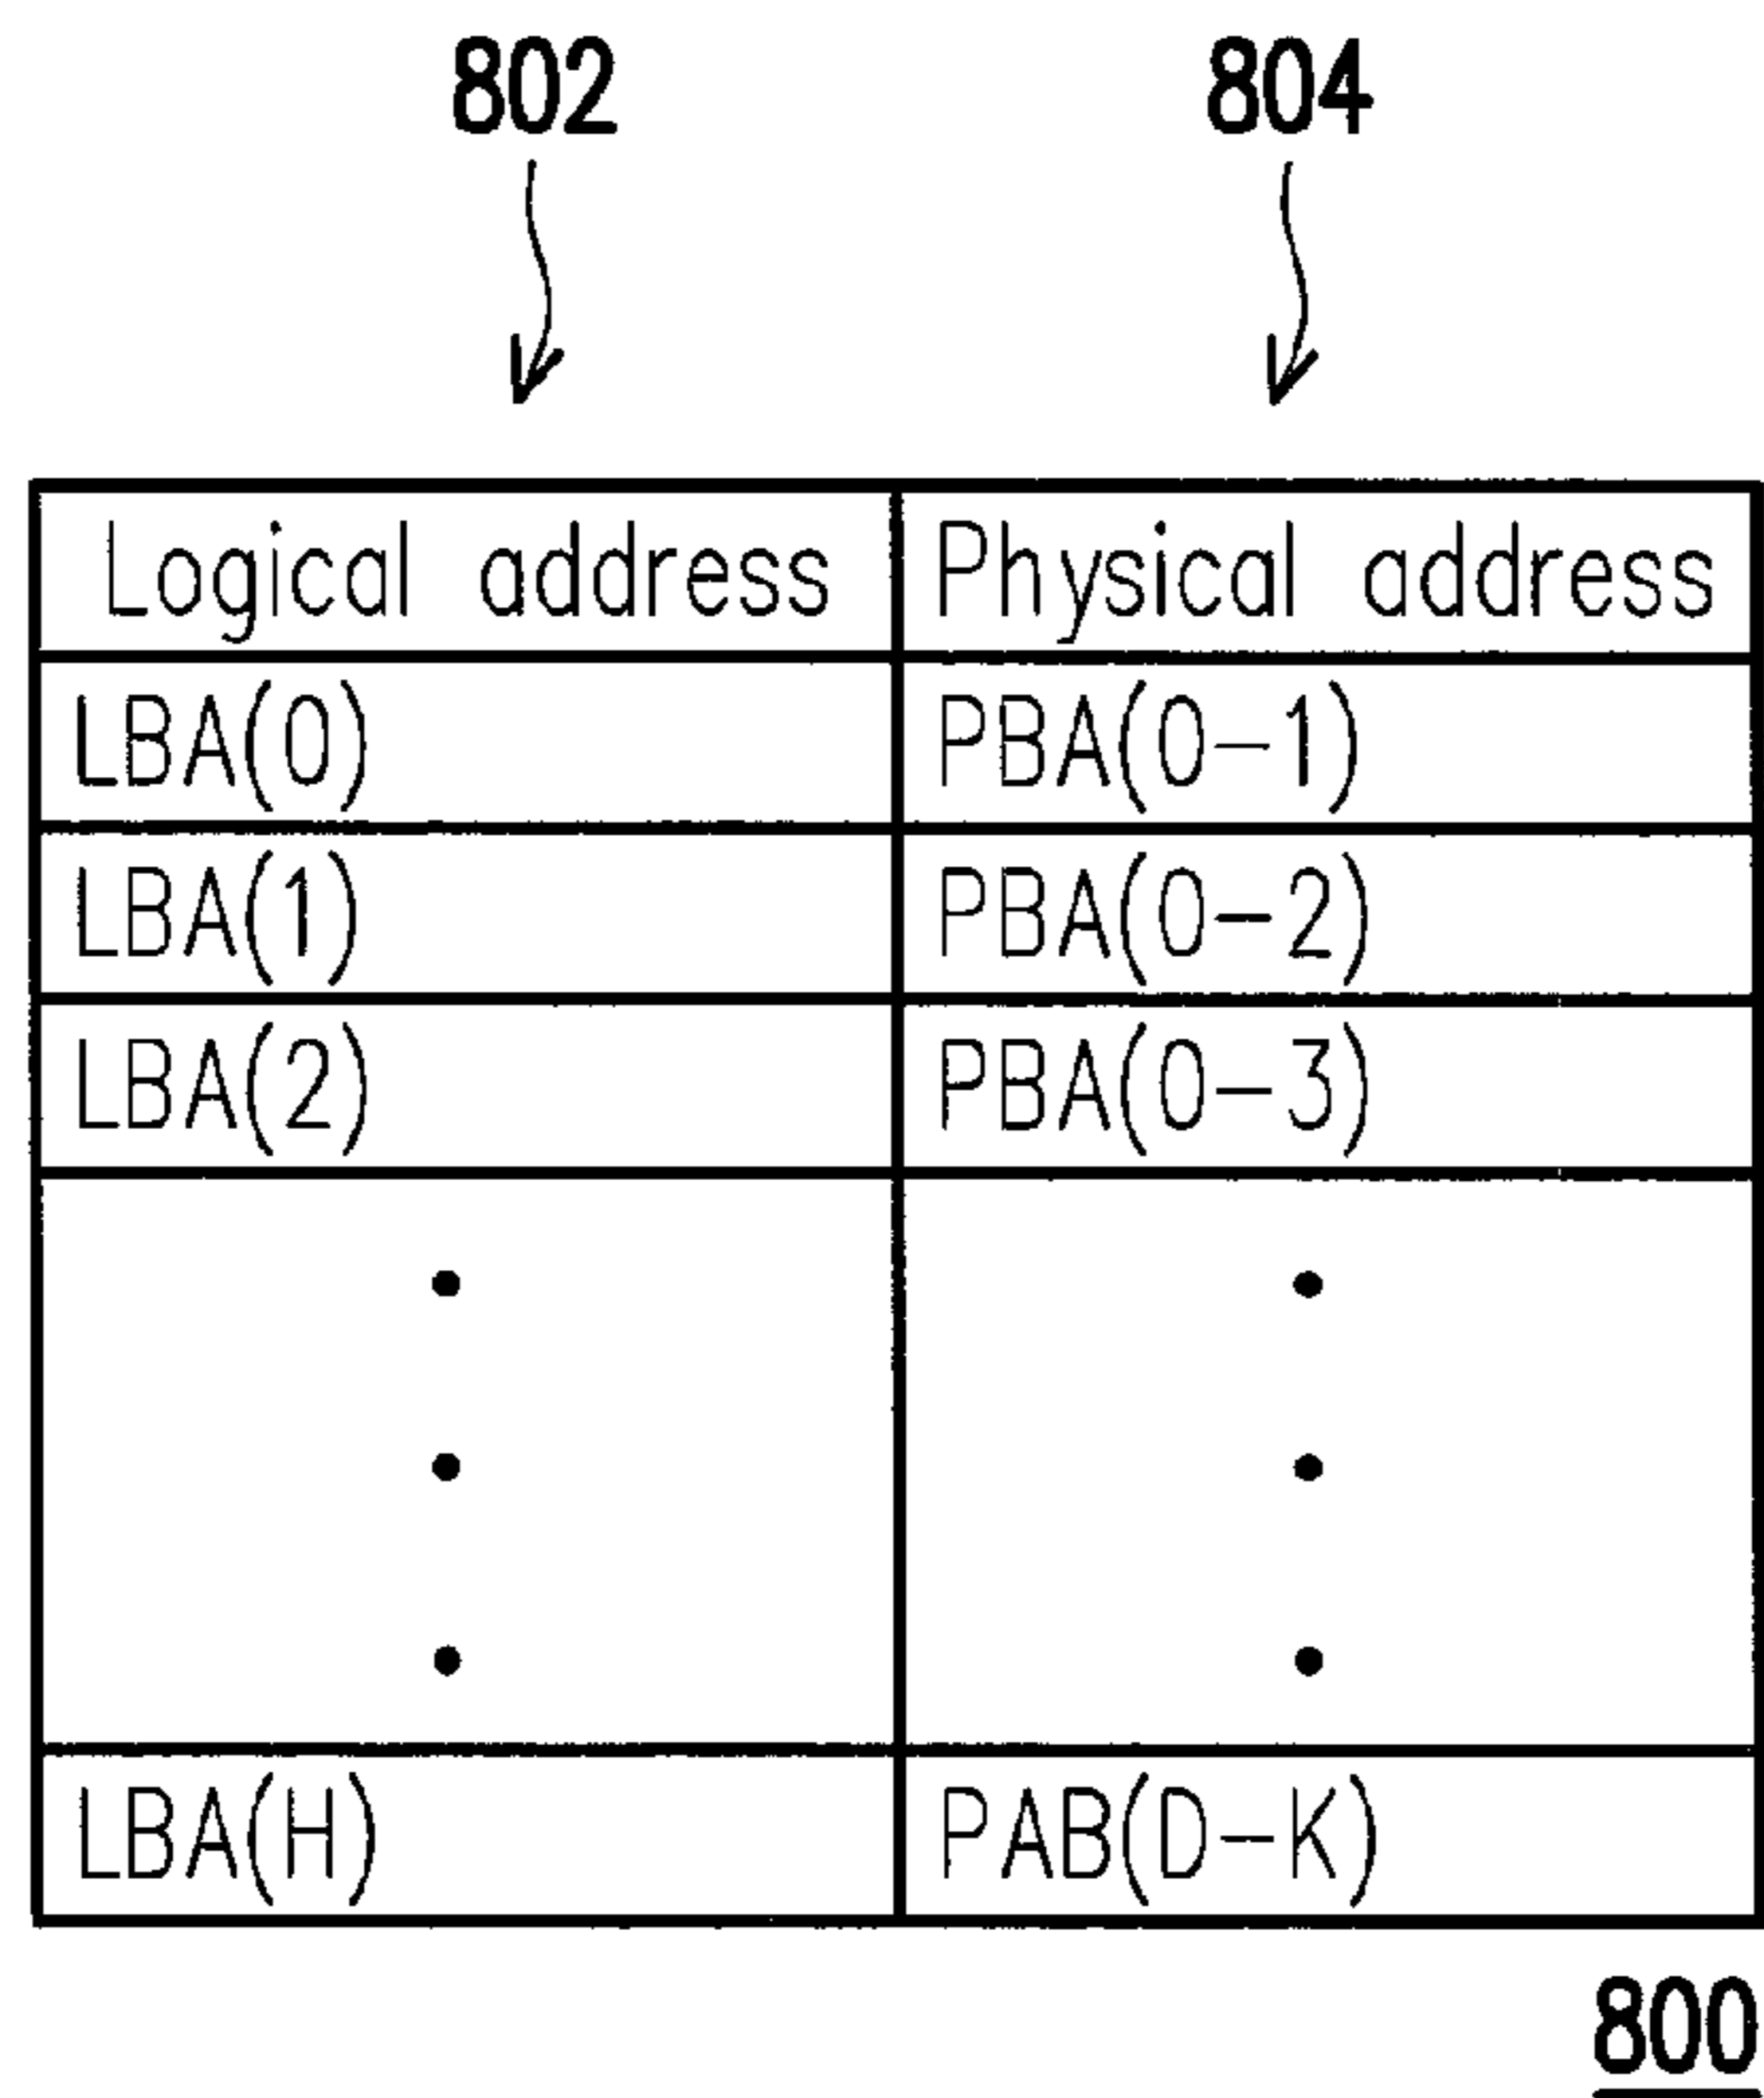 802 804
Logical address Physical address
LBA(0) PBA(0-1)
LBA(1) PBA(0-2)
LBA(2) PBA(0-3)
LBA(H) PAB(D-K)
800